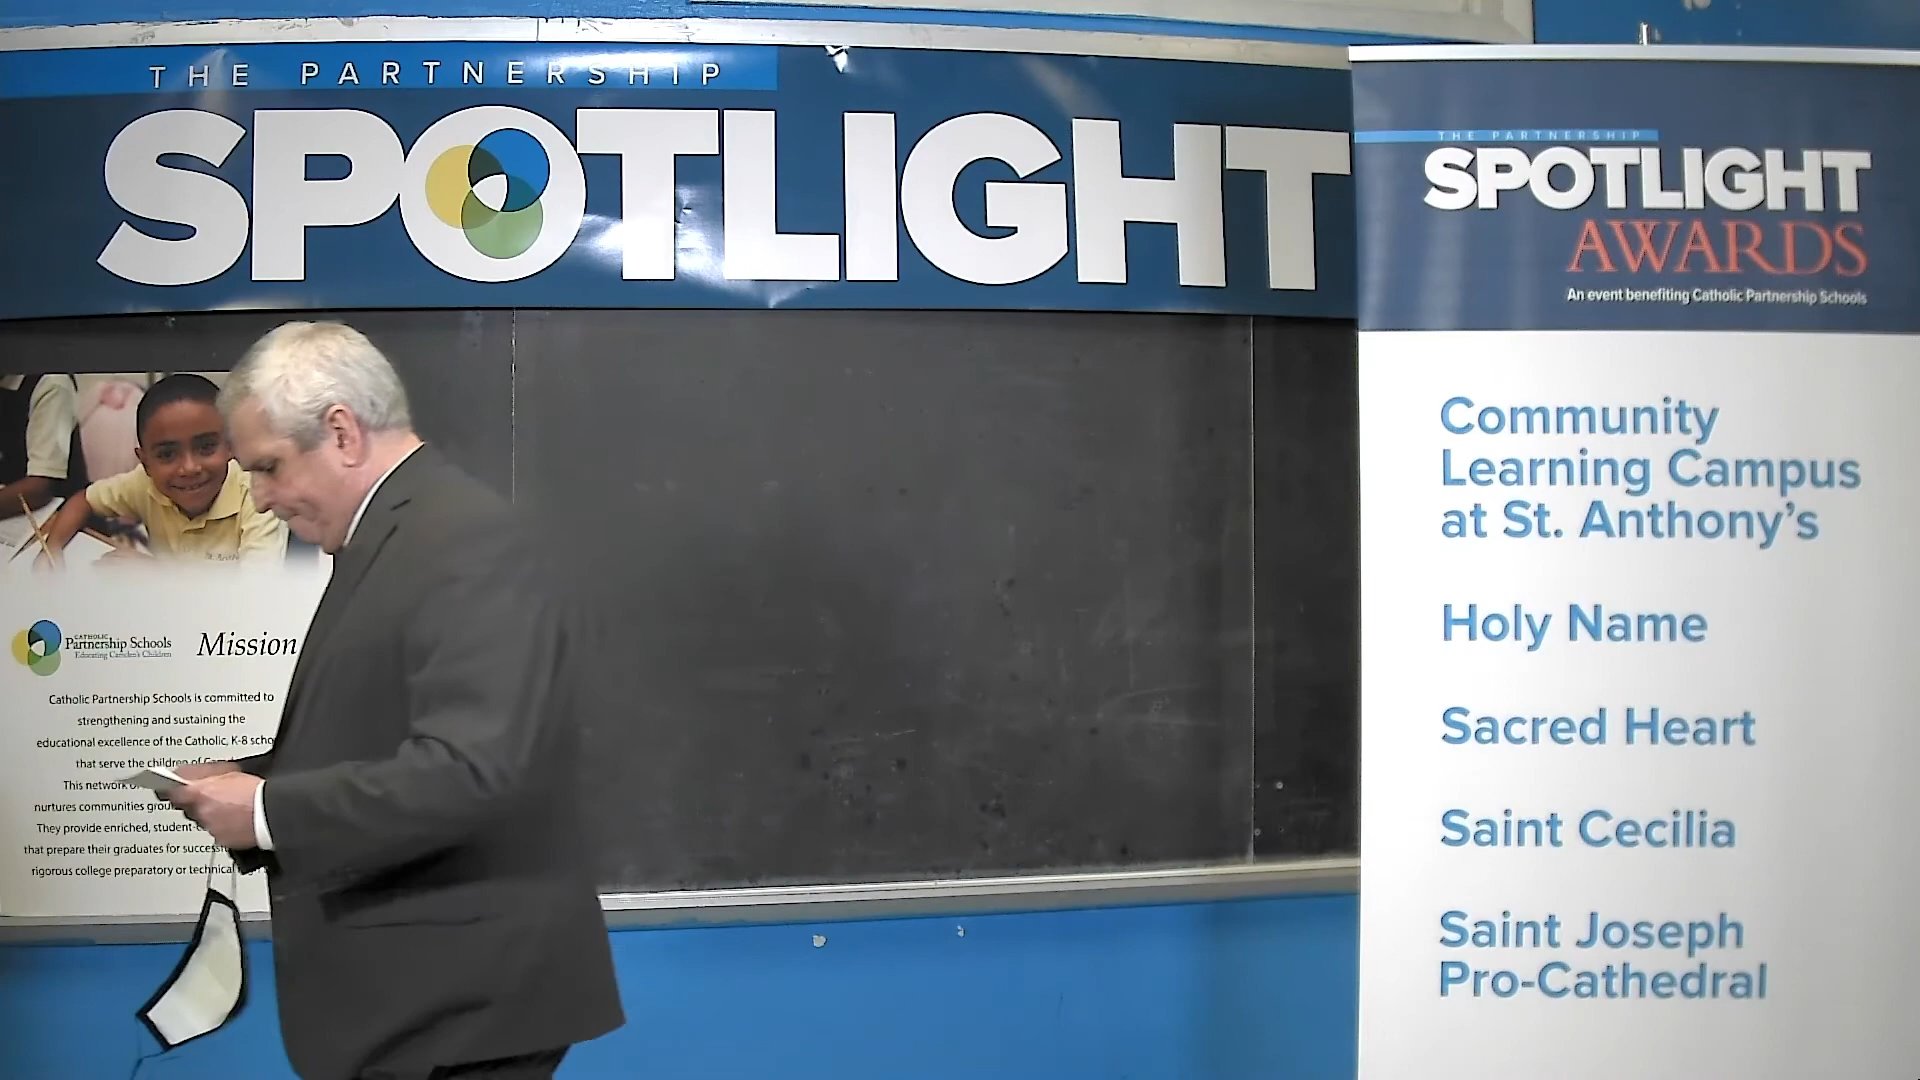 THE PARTNERSHIP
SPOTLIGHT
CATHOLIC
Partnership Schools
Educating Camden's Children
Mission
Catholic Partnership Schools is committed to
strengthening and sustaining the
educational excellence of the Catholic, K-8
that serve the children of
This network
nurtures communities
They provide enriched,
that prepare their graduates for
rigorous college preparatory or technical
THE PARTNERSHIP
SPOTLIGHT
AWARDS
An event benefiting Catholic Partnership Schools
Community
Learning Campus
at St. Anthony's
Holy Name
Sacred Heart
Saint Cecilia
Saint Joseph
Pro-Cathedral